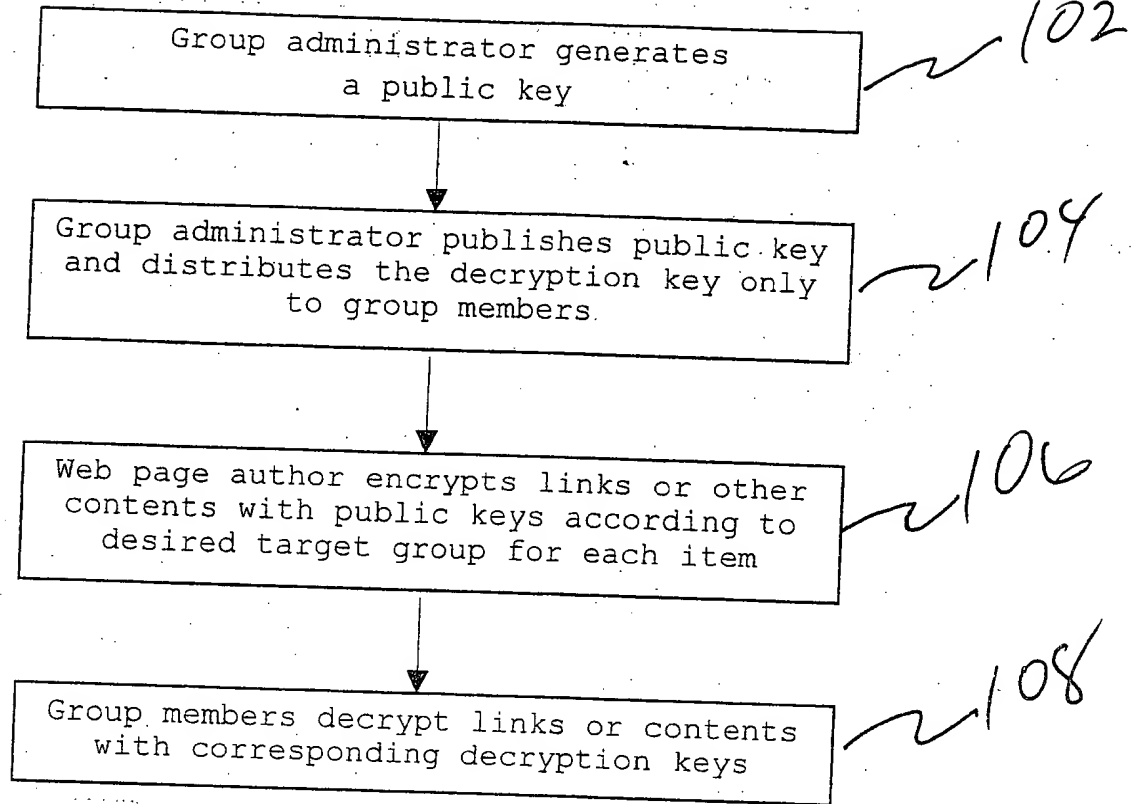 102
Group administrator generates
a public key
104
Group administrator publishes public key
and distributes the decryption key only
to group members
106
Web page author encrypts links or other
contents with public keys according to
desired target group for each item
108
Group members decrypt links or contents
with corresponding decryption keys